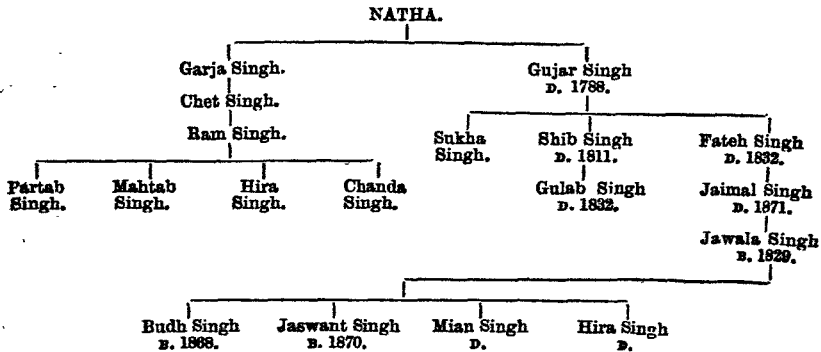 NATHA.
Garja Singh.
Gujar Singh
D. 1788.
Chet Singh.
Ram Singh.
Sukha
Singh.
Shib Singh
D. 1811.
Fateh Singh
D. 1832.
Partab
Singh.
Mahtab
Singh.
Hira
Singh.
Chanda
Singh.
Gulab Singh
D. 1832.
Jaimal Singh
D. 1871.
Jawala Singh
B. 1829.
Budh Singh
B. 1868.
Jaswant Singh
B. 1870.
Mian Singh
D.
Hira Singh
D.